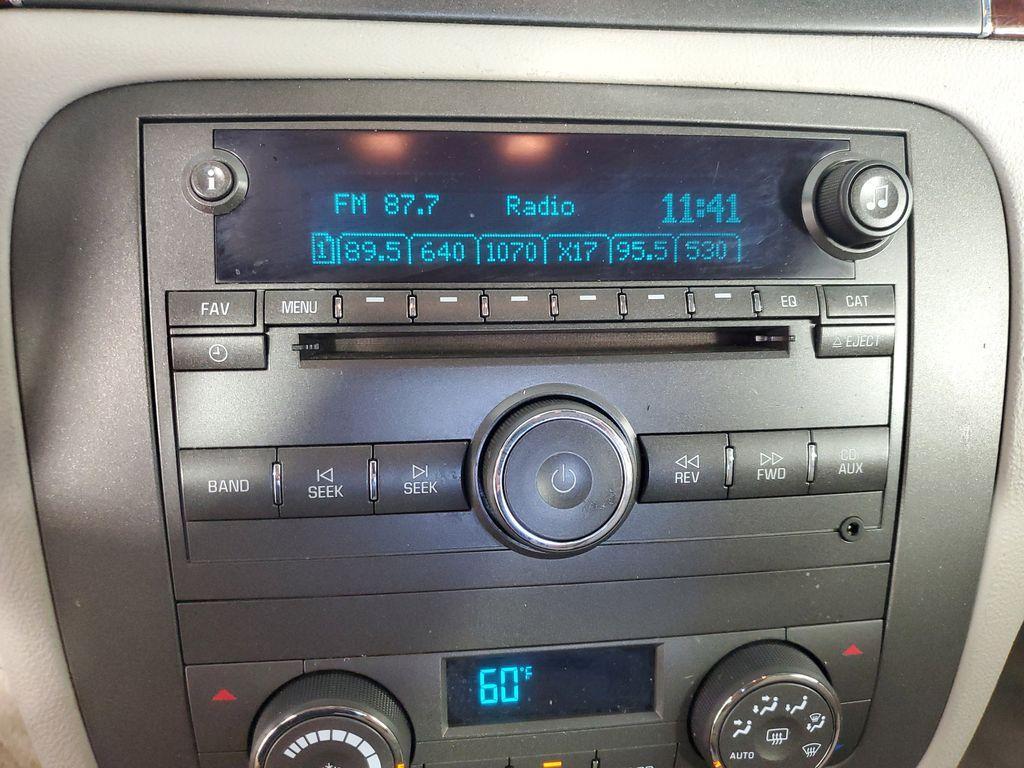 i
FM 87.7 Radio 11:41
1 89.5 640 1070 X17 95.5 530
FAV MENU EQ CAT
EJECT
BAND SEEK SEEK REV FWD CD AUX
60°F
AUTO